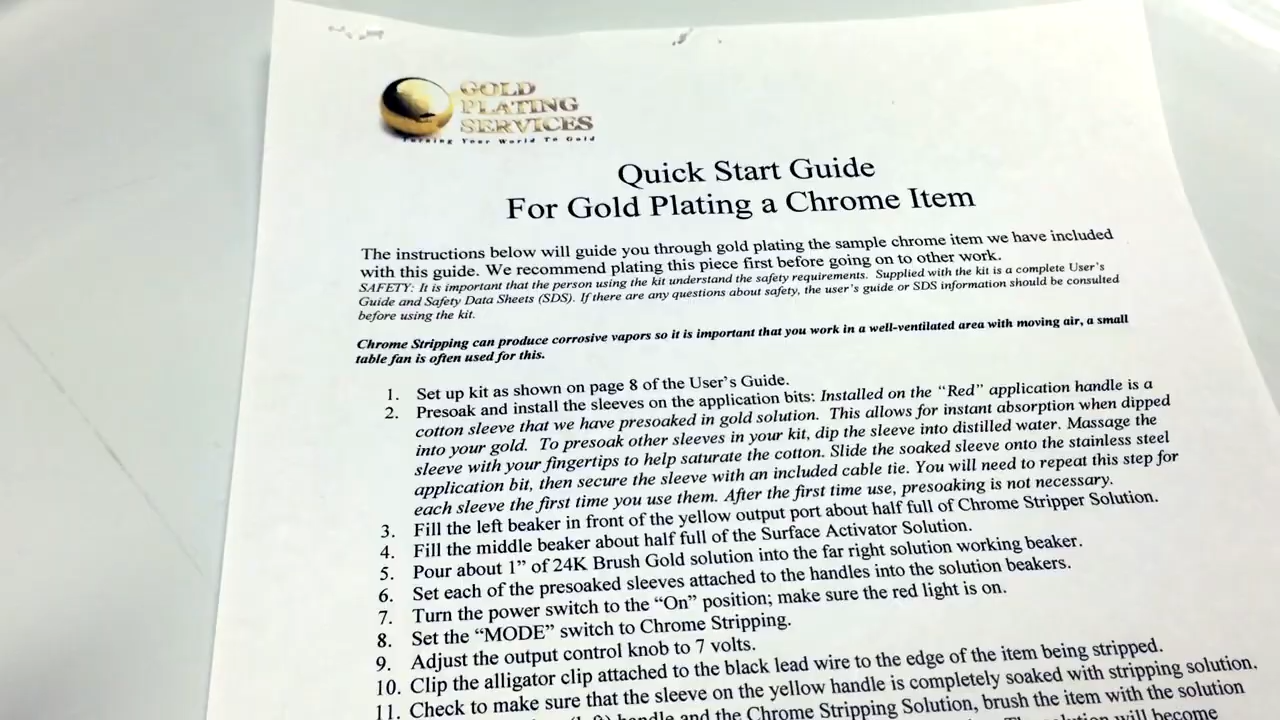 GOLD
PLATING
SERVICES
Turning Your World To Gold
Quick Start Guide
For Gold Plating a Chrome Item
The instructions below will guide you through gold plating the sample chrome item we have included
with this guide. We recommend plating this piece first before going on to other work.
SAFETY: It is important that the person using the kit understand the safety requirements. Supplied with the kit is a complete User's
Guide and Safety Data Sheets (SDS). If there are any questions about safety, the user's guide or SDS information should be consulted
before using the kit.
Chrome Stripping can produce corrosive vapors so it is important that you work in a well-ventilated area with moving air, a small
table fan is often used for this.
1. Set up kit as shown on page 8 of the User's Guide.
2. Presoak and install the sleeves on the application bits: Installed on the "Red" application handle is a
cotton sleeve that we have presoaked in gold solution. This allows for instant absorption when dipped
into your gold. To presoak other sleeves in your kit, dip the sleeve into distilled water. Massage the
sleeve with your fingertips to help saturate the cotton. Slide the soaked sleeve onto the stainless steel
application bit, then secure the sleeve with an included cable tie. You will need to repeat this step for
each sleeve the first time you use them. After the first time use, presoaking is not necessary.
3. Fill the left beaker in front of the yellow output port about half full of Chrome Stripper Solution.
4. Fill the middle beaker about half full of the Surface Activator Solution.
5. Pour about 1" of 24K Brush Gold solution into the far right solution working beaker.
6. Set each of the presoaked sleeves attached to the handles into the solution beakers.
7. Turn the power switch to the "On" position; make sure the red light is on.
8. Set the "MODE" switch to Chrome Stripping.
9. Adjust the output control knob to 7 volts.
10. Clip the alligator clip attached to the black lead wire to the edge of the item being stripped.
11. Check to make sure that the sleeve on the yellow handle is completely soaked with stripping solution.
handle and the Chrome Stripping Solution, brush the item with the solution
will become